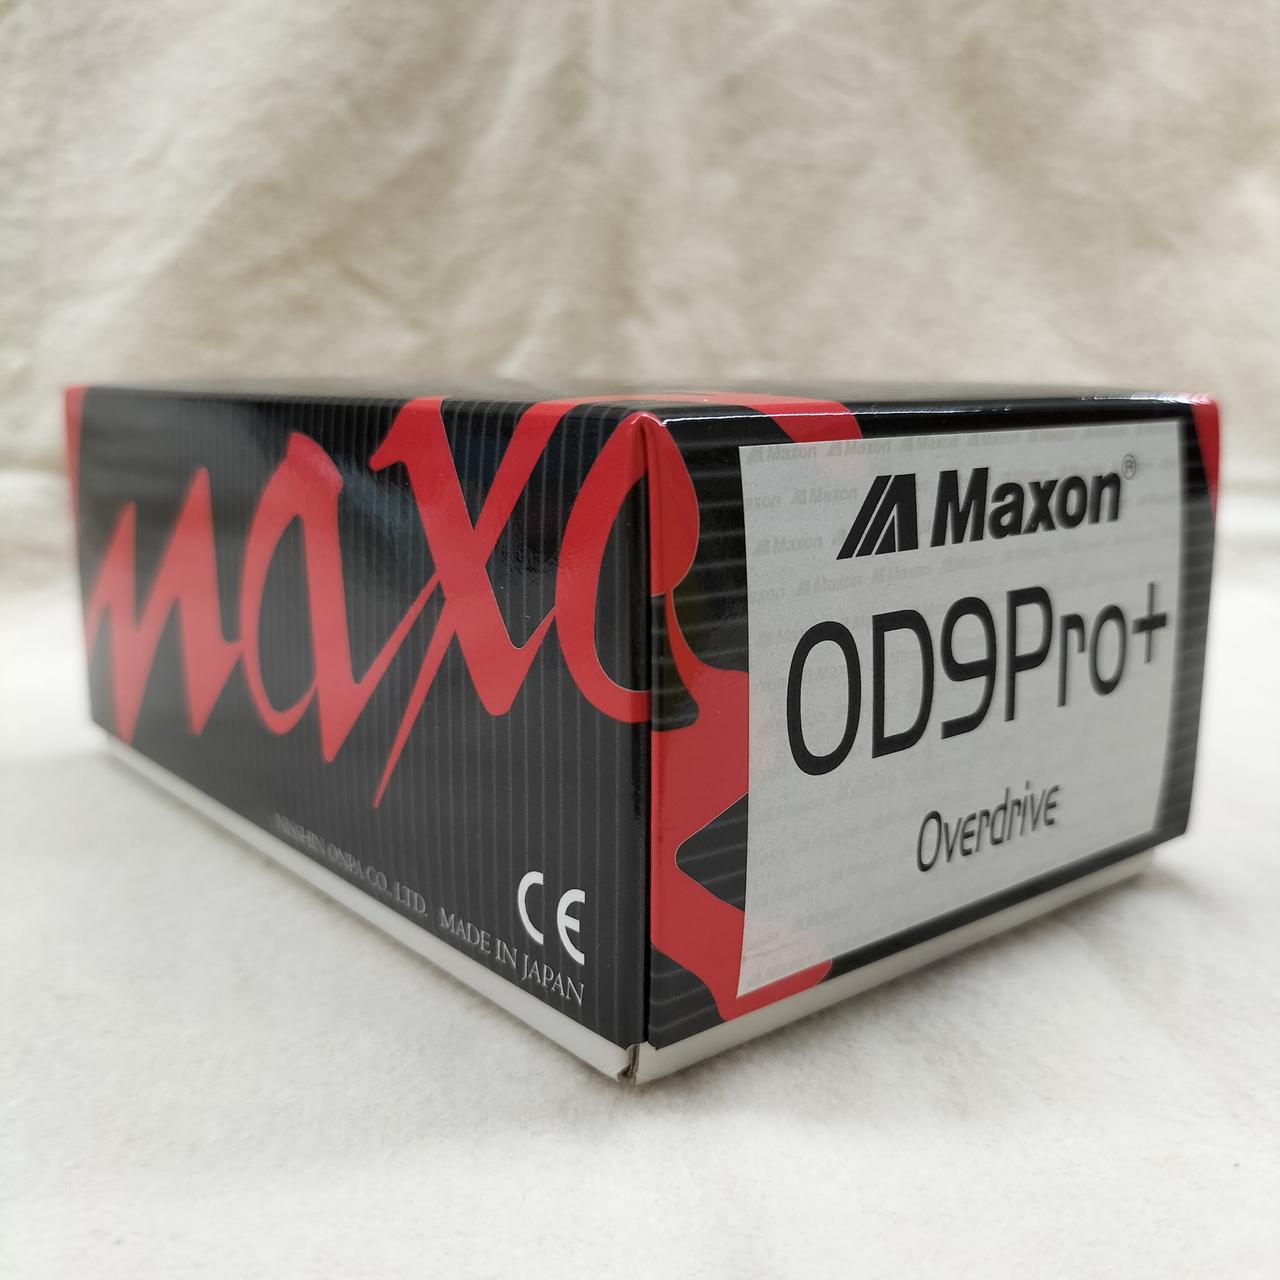 maxo
NISSHIN ONPA CO., LTD. MADE IN JAPAN
CE
Maxon®
OD9Pro+
Overdrive